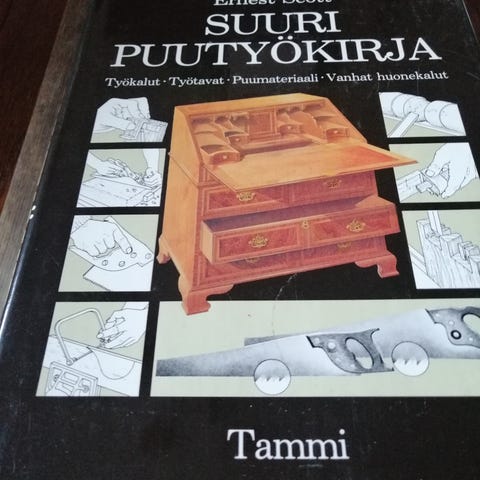 Ernest Scott
SUURI
PUUTYÖKIRJA
Työkalut · Työtavat · Puumateriaali · Vanhat huonekalut
Tammi